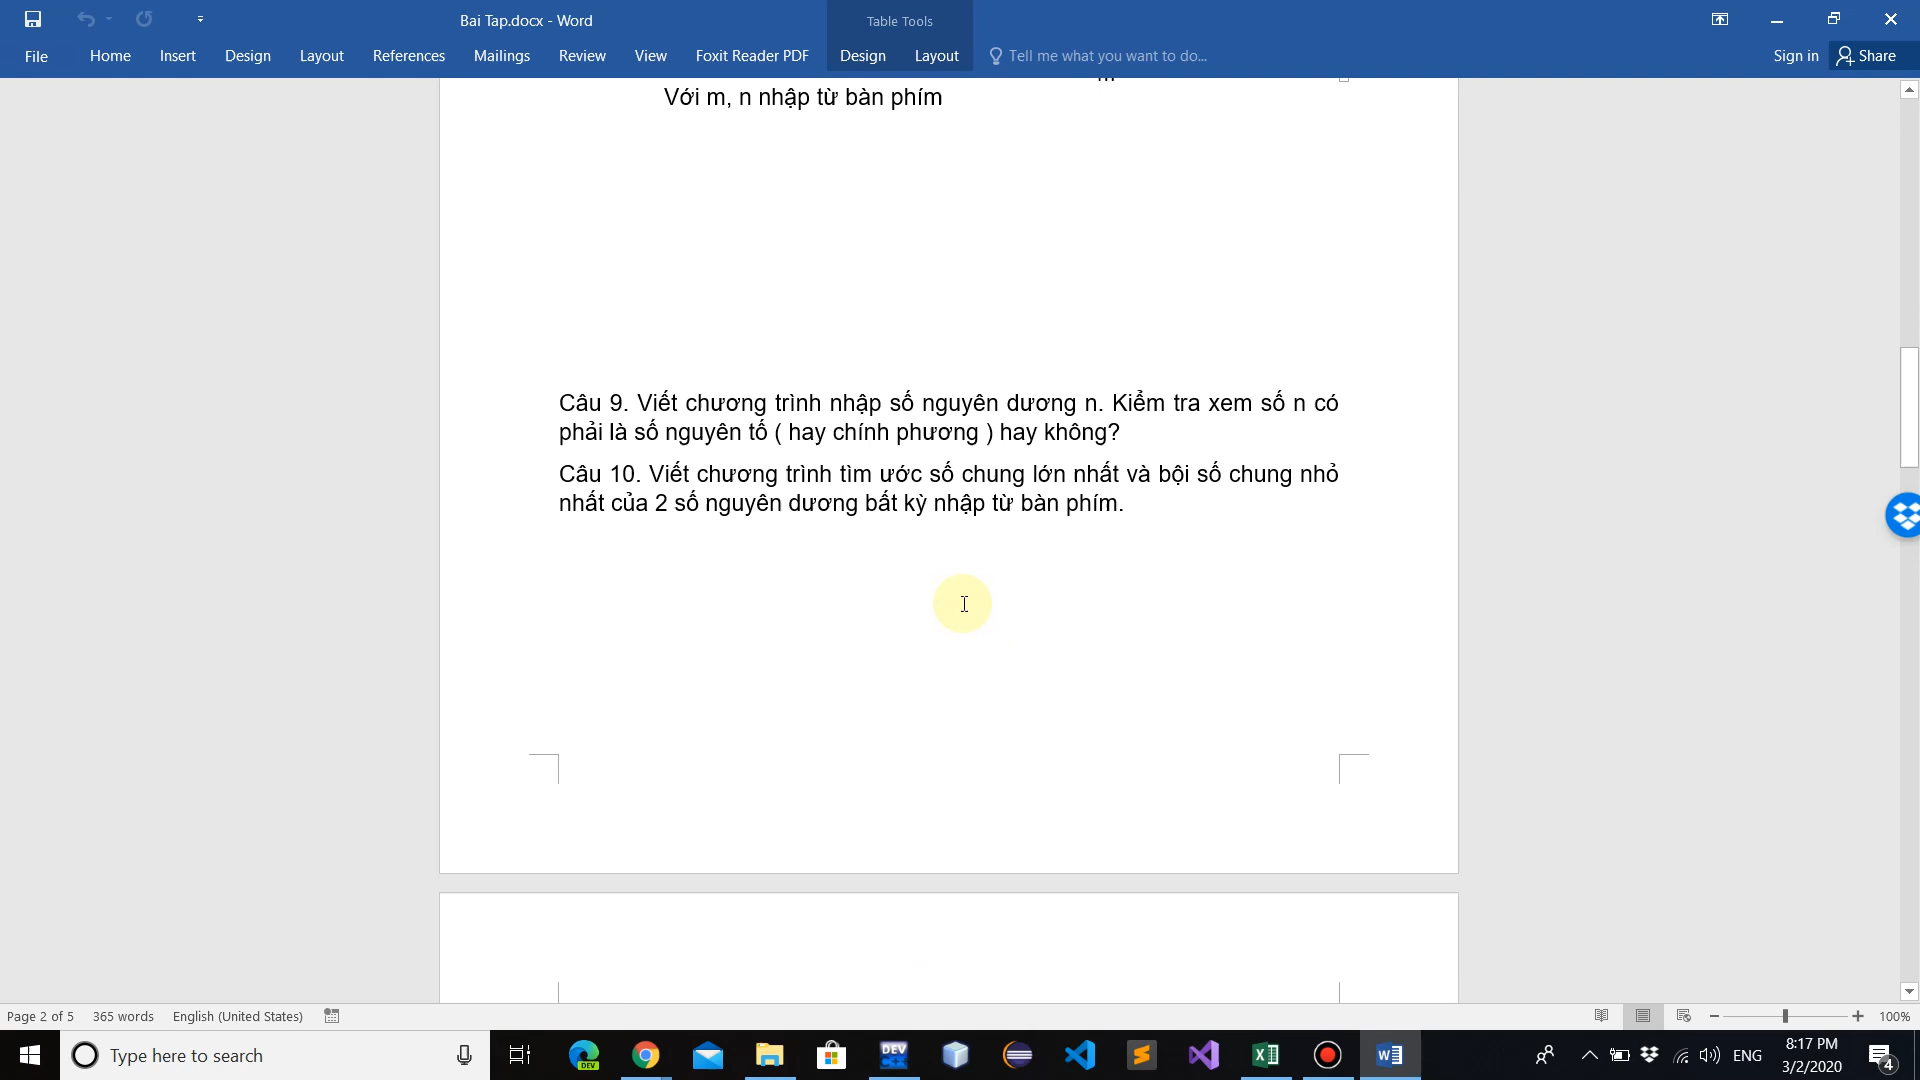 Bai Tap.docx - Word
Table Tools
File Home Insert Design Layout References Mailings Review View Foxit Reader PDF Design Layout Tell me what you want to do... Sign in Share
Với m, n nhập từ bàn phím
Câu 9. Viết chương trình nhập số nguyên dương n. Kiểm tra xem số n có
phải là số nguyên tố ( hay chính phương ) hay không?
Câu 10. Viết chương trình tìm ước số chung lớn nhất và bội số chung nhỏ
nhất của 2 số nguyên dương bất kỳ nhập từ bàn phím.
Page 2 of 5 365 words English (United States) 100%
Type here to search
DEV
DEV
ENG
8:17 PM
3/2/2020
4